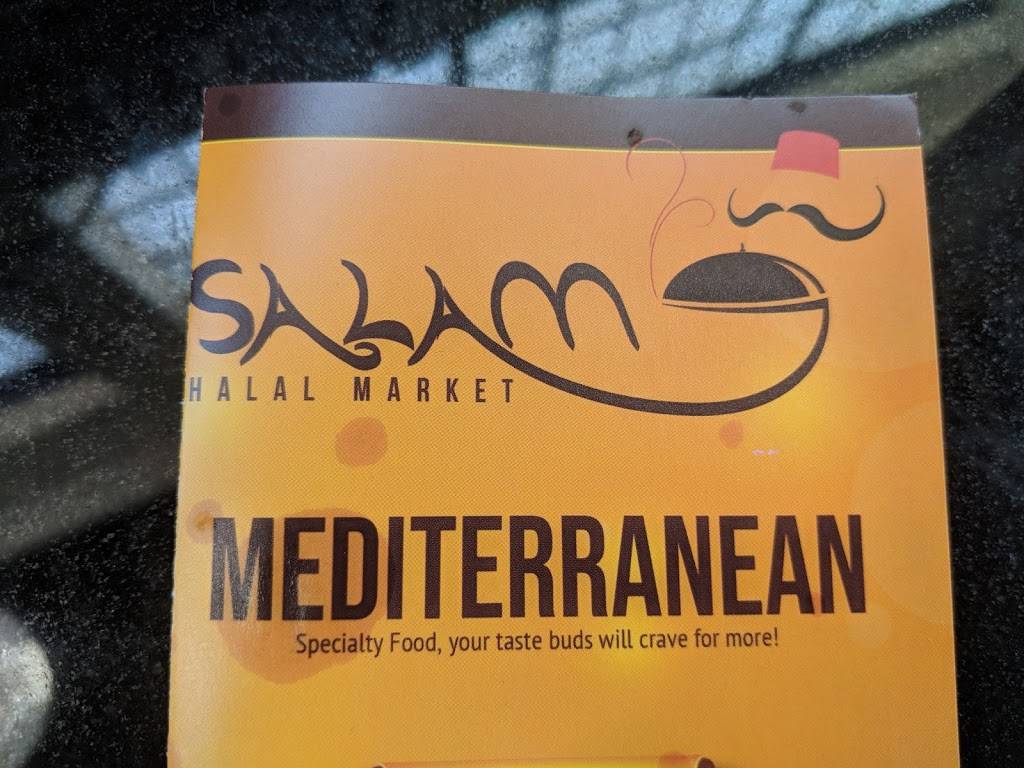 SALAM
HALAL MARKET
MEDITERRANEAN
Specialty Food, your taste buds will crave for more!